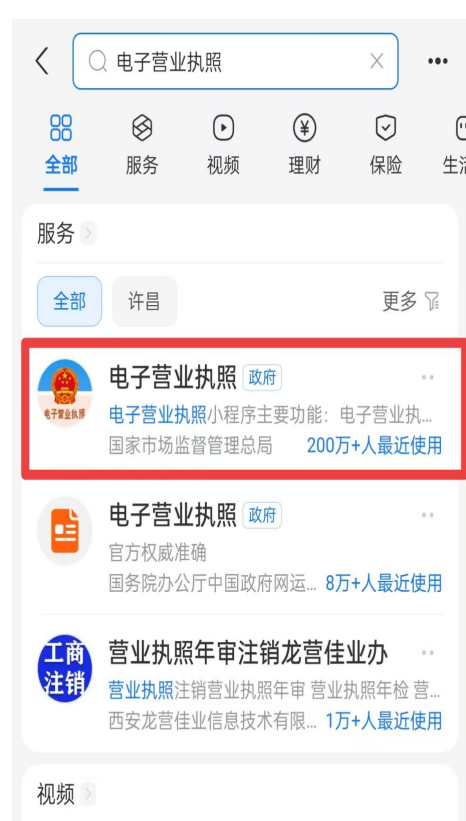 电子营业执照
全部 服务 视频 理财 保险
服务
全部 许昌 更多
电子营业执照 政府
电子营业执照
电子营业执照小程序主要功能：电子营业执...
国家市场监督管理总局 200万+人最近使用
电子营业执照 政府
官方权威准确
国务院办公厅中国政府网运... 8万+人最近使用
工商
注销
营业执照年审注销龙营佳业办
营业执照注销营业执照年审 营业执照年检 营...
西安龙营佳业信息技术有限... 1万+人最近使用
视频